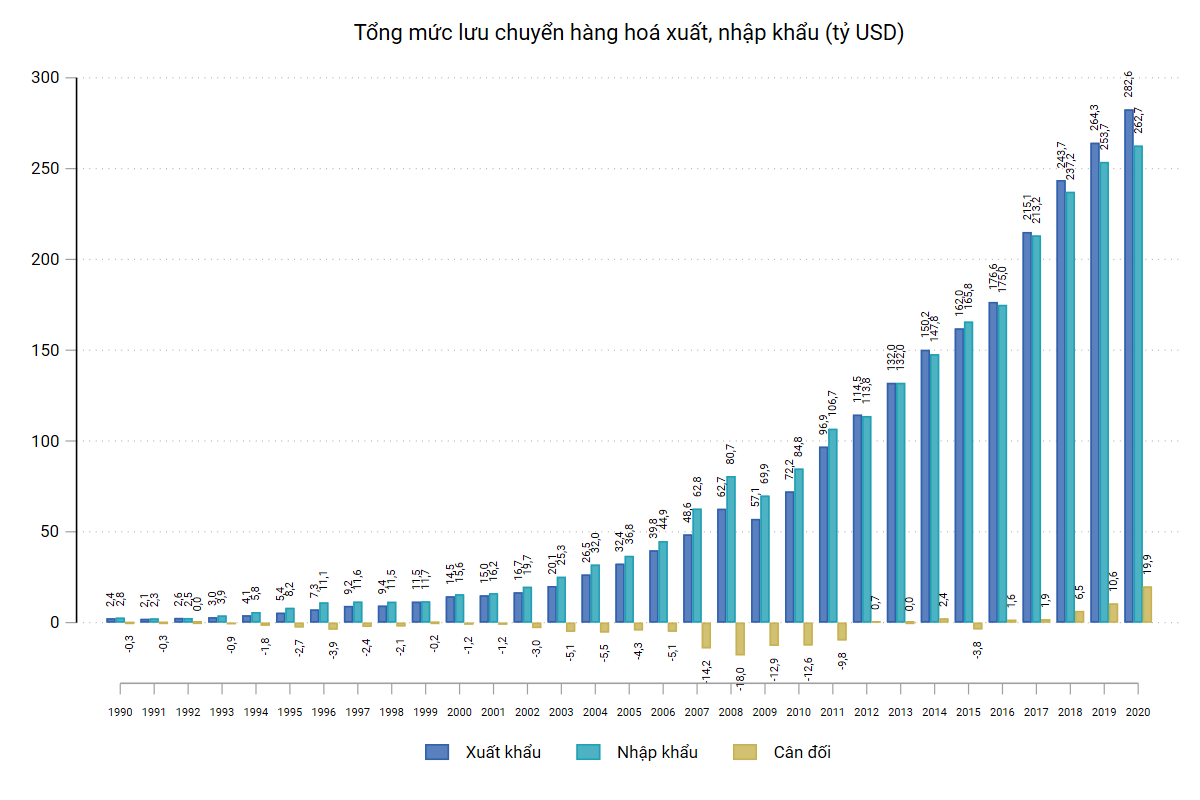 Tổng mức lưu chuyển hàng hoá xuất, nhập khẩu (tỷ USD)
300
250
200
150
100
50
0
2,4 2,8 -0,3
2,1 2,3 -0,3
2,6 2,5 0,0
3,0 3,9 -0,9
4,1 5,8 -1,8
5,4 8,2 -2,7
7,3 11,1 -3,9
9,2 11,6 -2,4
9,4 11,5 -2,1
11,5 11,7 -0,2
14,5 15,6 -1,2
15,0 16,2 -1,2
16,7 19,7 -3,0
20,1 25,3 -5,1
26,5 32,0 -5,5
32,4 36,8 -4,3
39,8 44,9 -5,1
48,6 62,8 -14,2
62,7 80,7 -18,0
57,1 69,9 -12,9
72,2 84,8 -12,6
96,9 106,7 -9,8
114,5 113,8 0,7
132,0 132,0 0,0
150,2 147,8 2,4
162,0 165,8 -3,8
176,6 175,0 1,6
215,1 213,2 1,9
243,7 237,2 6,5
264,3 253,7 10,6
282,6 262,7 19,9
1990 1991 1992 1993 1994 1995 1996 1997 1998 1999 2000 2001 2002 2003 2004 2005 2006 2007 2008 2009 2010 2011 2012 2013 2014 2015 2016 2017 2018 2019 2020
Xuất khẩu Nhập khẩu Cân đối